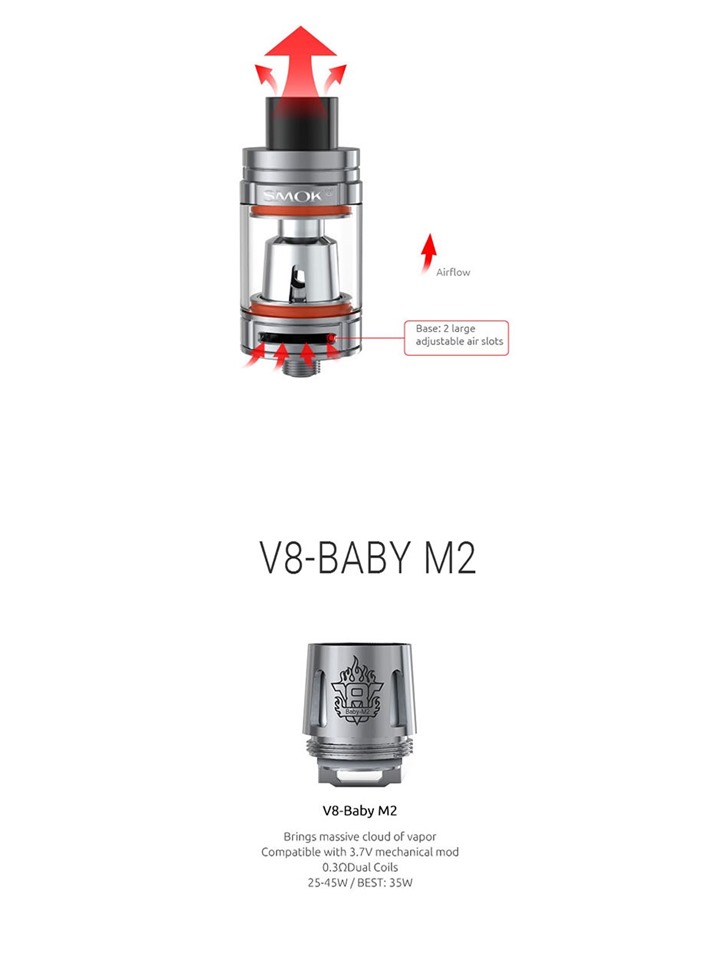 SMOK
Airflow
Base: 2 large
adjustable air slots
V8-BABY M2
Baby-M2
V8-Baby M2
Brings massive cloud of vapor
Compatible with 3.7V mechanical mod
0.3ΩDual Coils
25-45W / BEST: 35W